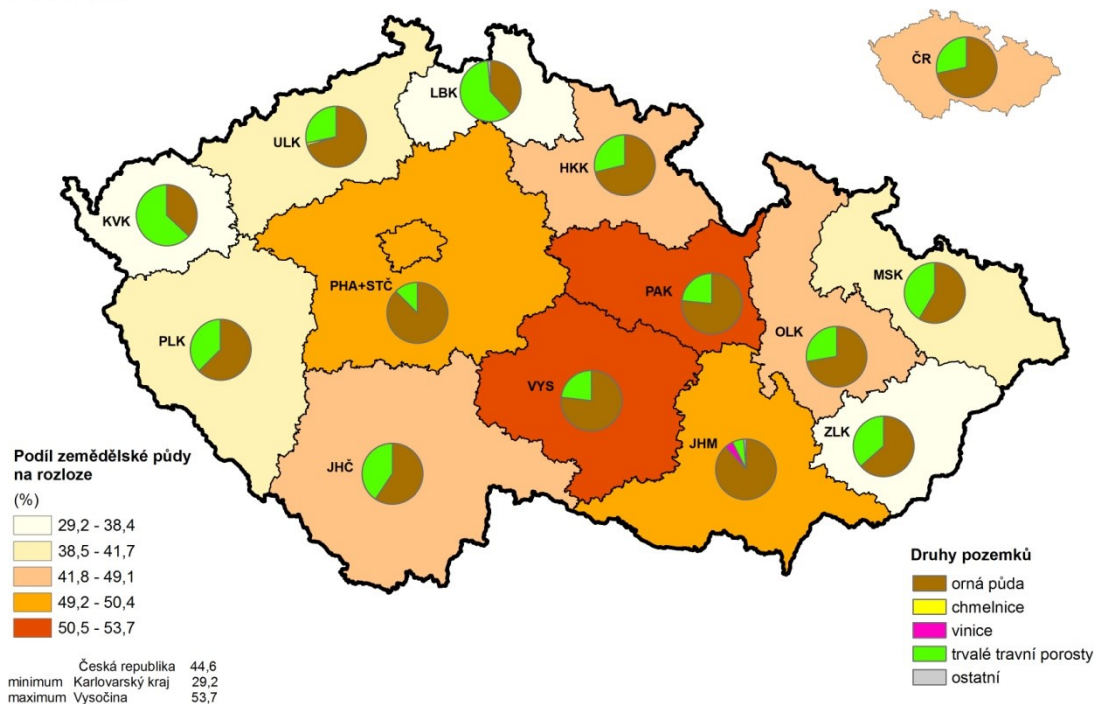 ČR
LBK
ULK
HKK
KVK
PHA+STČ
PAK
MSK
PLK
OLK
VYS
JHM
ZLK
JHČ
Podíl zemědělské půdy
na rozloze
(%)
29,2 - 38,4
38,5 - 41,7
41,8 - 49,1
49,2 - 50,4
50,5 - 53,7
Česká republika 44,6
minimum Karlovarský kraj 29,2
maximum Vysočina 53,7
Druhy pozemků
orná půda
chmelnice
vinice
trvalé travní porosty
ostatní